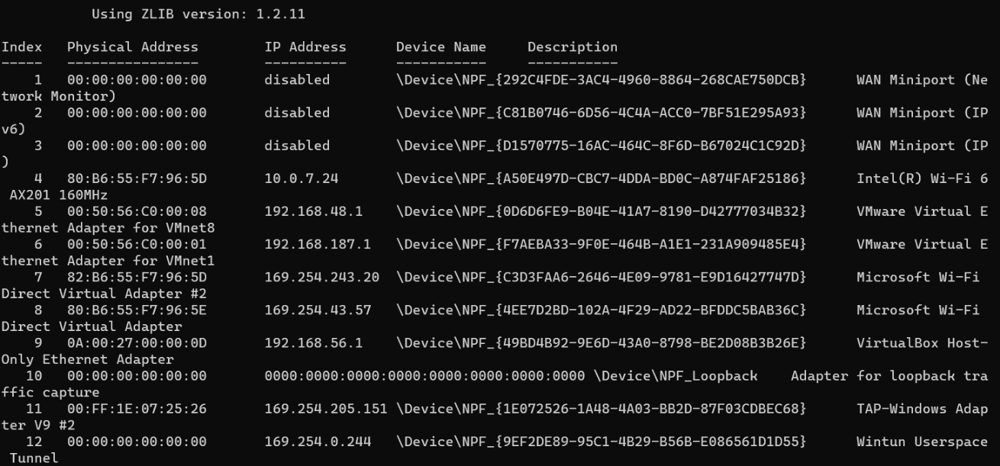 Using ZLIB version: 1.2.11
Index   Physical Address        IP Address      Device Name     Description
-----   ----------------        ----------      -----------     -----------
    1   00:00:00:00:00:00       disabled        \Device\NPF_{292C4FDE-3AC4-4960-8864-268CAE750DCB}      WAN Miniport (Ne
twork Monitor)
    2   00:00:00:00:00:00       disabled        \Device\NPF_{C81B0746-6D56-4C4A-ACC0-7BF51E295A93}      WAN Miniport (IP
v6)
    3   00:00:00:00:00:00       disabled        \Device\NPF_{D1570775-16AC-464C-8F6D-B67024C1C92D}      WAN Miniport (IP
)
    4   80:B6:55:F7:96:5D       10.0.7.24       \Device\NPF_{A50E497D-CBC7-4DDA-BD0C-A874FAF25186}      Intel(R) Wi-Fi 6
 AX201 160MHz
    5   00:50:56:C0:00:08       192.168.48.1    \Device\NPF_{0D6D6FE9-B04E-41A7-8190-D42777034B32}      VMware Virtual E
thernet Adapter for VMnet8
    6   00:50:56:C0:00:01       192.168.187.1   \Device\NPF_{F7AEBA33-9F0E-464B-A1E1-231A909485E4}      VMware Virtual E
thernet Adapter for VMnet1
    7   82:B6:55:F7:96:5D       169.254.243.20  \Device\NPF_{C3D3FAA6-2646-4E09-9781-E9D16427747D}      Microsoft Wi-Fi
Direct Virtual Adapter #2
    8   80:B6:55:F7:96:5E       169.254.43.57   \Device\NPF_{4EE7D2BD-102A-4F29-AD22-BFDDC5BAB36C}      Microsoft Wi-Fi
Direct Virtual Adapter
    9   0A:00:27:00:00:0D       192.168.56.1    \Device\NPF_{49BD4B92-9E6D-43A0-8798-BE2D08B3B26E}      VirtualBox Host-
Only Ethernet Adapter
   10   00:00:00:00:00:00       0000:0000:0000:0000:0000:0000:0000:0000 \Device\NPF_Loopback    Adapter for loopback tra
ffic capture
   11   00:FF:1E:07:25:26       169.254.205.151 \Device\NPF_{1E072526-1A48-4A03-BB2D-87F03CDBEC68}      TAP-Windows Adap
ter V9 #2
   12   00:00:00:00:00:00       169.254.0.244   \Device\NPF_{9EF2DE89-95C1-4B29-B56B-E086561D1D55}      Wintun Userspace
 Tunnel